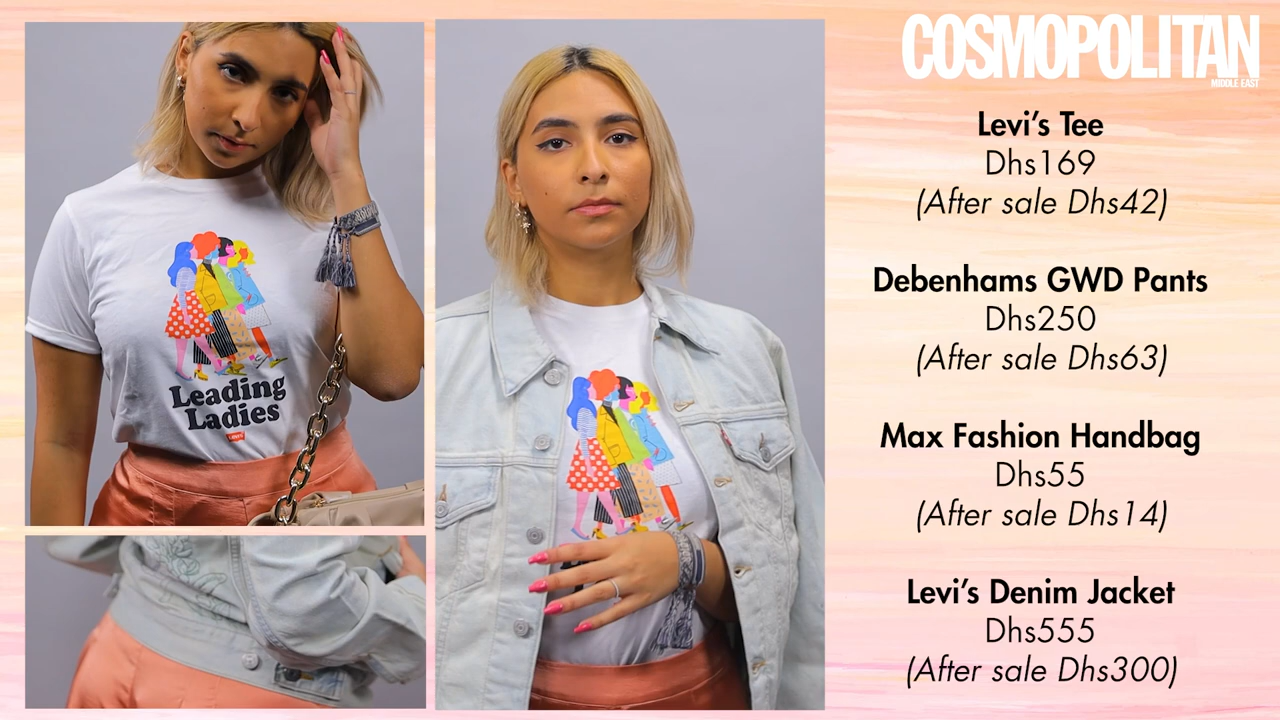 COSMOPOLITAN
MIDDLE EAST
Levi's Tee
Dhs169
(After sale Dhs42)
Debenhams GWD Pants
Dhs250
(After sale Dhs63)
Max Fashion Handbag
Dhs55
(After sale Dhs14)
Levi's Denim Jacket
Dhs555
(After sale Dhs300)
Leading
Ladies
Levi's